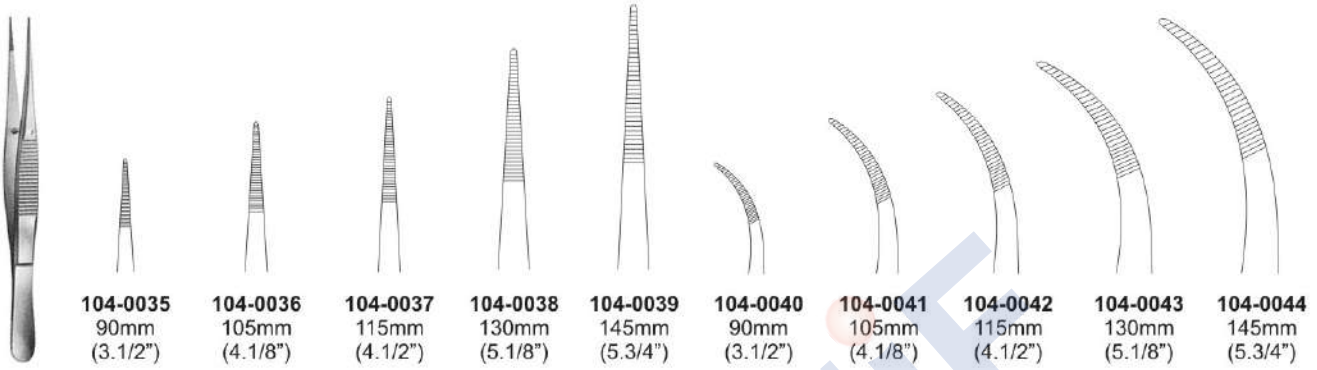 104-0035 104-0036 104-0037 104-0038 104-0039 104-0040 104-0041 104-0042 104-0043 104-0044
90mm 105mm 115mm 130mm 145mm 90mm 105mm 115mm 130mm 145mm
(3.1/2”) (4.1/8”) (4.1/2”) (5.1/8”) (5.3/4”) (3.1/2”) (4.1/8”) (4.1/2”) (5.1/8”) (5.3/4”)